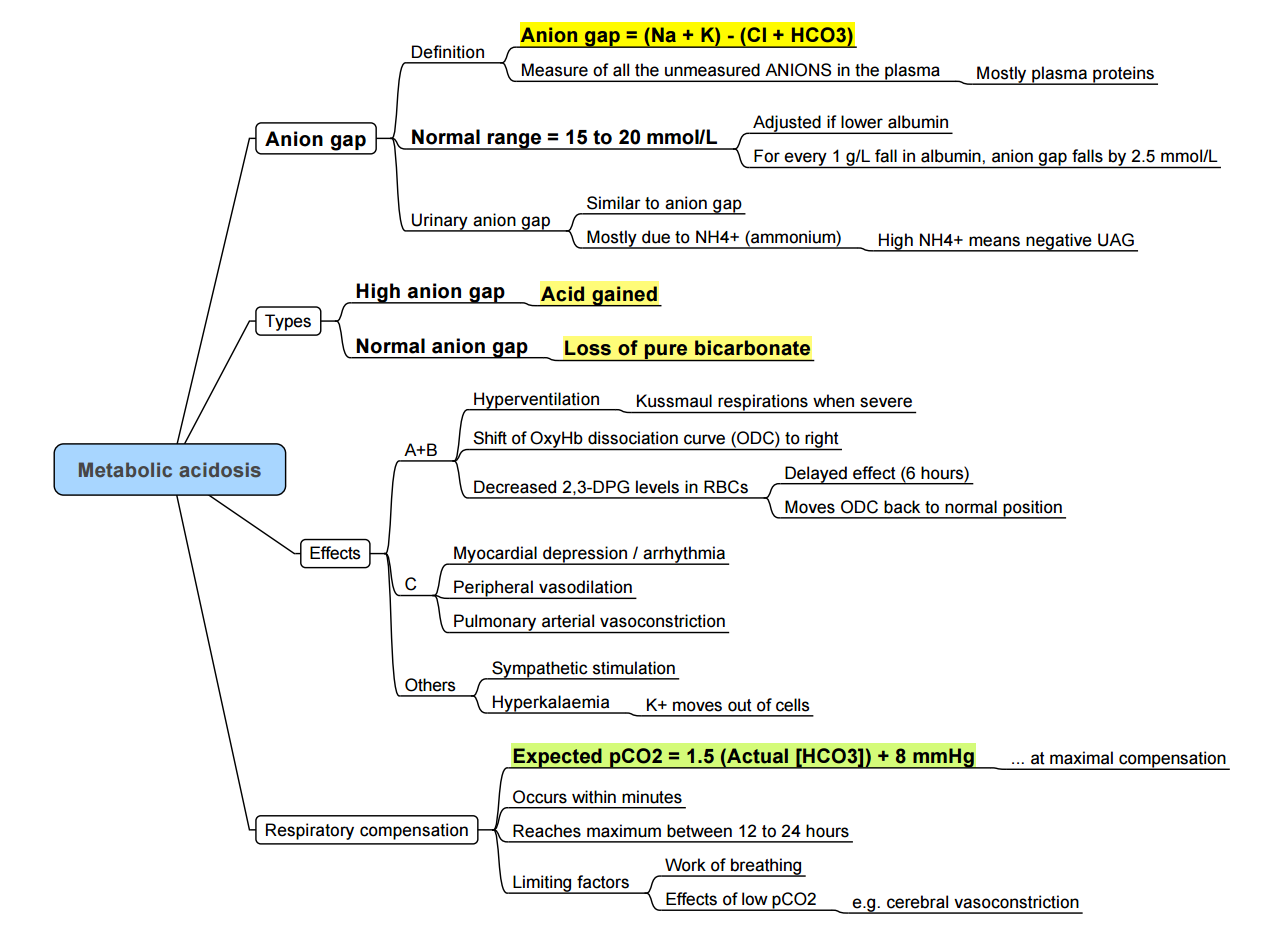 Metabolic acidosis
Anion gap
Definition
Anion gap = (Na + K) - (Cl + HCO3)
Measure of all the unmeasured ANIONS in the plasma
Mostly plasma proteins
Normal range = 15 to 20 mmol/L
Adjusted if lower albumin
For every 1 g/L fall in albumin, anion gap falls by 2.5 mmol/L
Urinary anion gap
Similar to anion gap
Mostly due to NH4+ (ammonium)
High NH4+ means negative UAG
Types
High anion gap
Acid gained
Normal anion gap
Loss of pure bicarbonate
Effects
A+B
Hyperventilation
Kussmaul respirations when severe
Shift of OxyHb dissociation curve (ODC) to right
Decreased 2,3-DPG levels in RBCs
Delayed effect (6 hours)
Moves ODC back to normal position
C
Myocardial depression / arrhythmia
Peripheral vasodilation
Pulmonary arterial vasoconstriction
Others
Sympathetic stimulation
Hyperkalaemia
K+ moves out of cells
Respiratory compensation
Expected pCO2 = 1.5 (Actual [HCO3]) + 8 mmHg
... at maximal compensation
Occurs within minutes
Reaches maximum between 12 to 24 hours
Limiting factors
Work of breathing
Effects of low pCO2
e.g. cerebral vasoconstriction